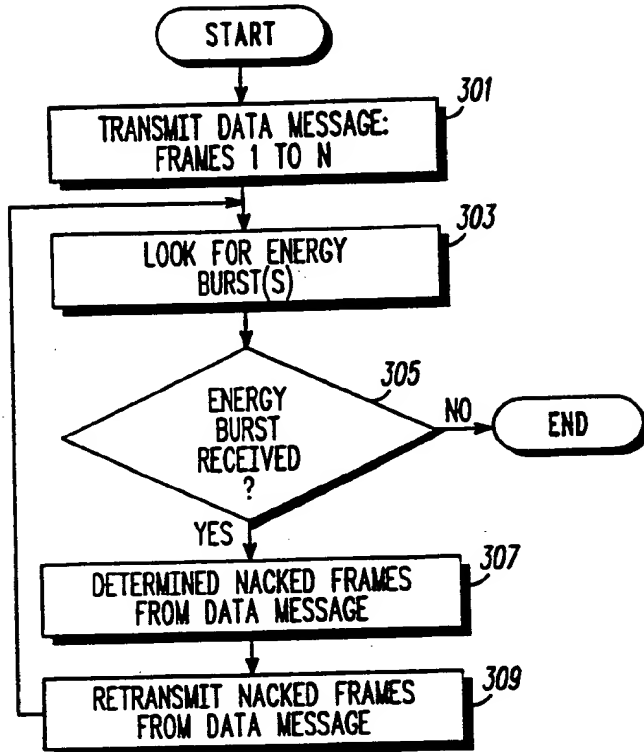 START
301
TRANSMIT DATA MESSAGE:
FRAMES 1 TO N
303
LOOK FOR ENERGY
BURST(S)
305
ENERGY
BURST
RECEIVED
?
NO
END
YES
307
DETERMINED NACKED FRAMES
FROM DATA MESSAGE
309
RETRANSMIT NACKED FRAMES
FROM DATA MESSAGE